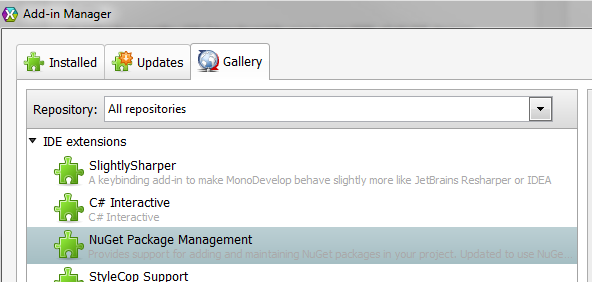 Add-in Manager
Installed
Updates
Gallery
Repository: All repositories
IDE extensions
SlightlySharper
A keybinding add-in to make MonoDevelop behave slightly more like JetBrains Resharper or IDEA
C# Interactive
C# Interactive
NuGet Package Management
Provides support for adding and maintaining NuGet packages in your project. Updated to use NuGe...
StyleCop Support